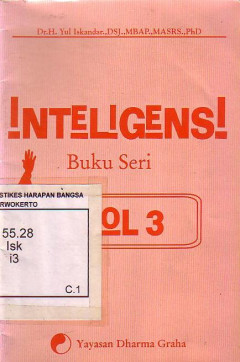 Dr.H. Yul Iskandar.,DSJ.,MBAP.,MASRS.,PhD
INTELIGENSI
Buku Seri
STIKES HARAPAN BANGSA
RWOKERTO
OL 3
55.28
Isk
i3
C.1
Yayasan Dharma Graha